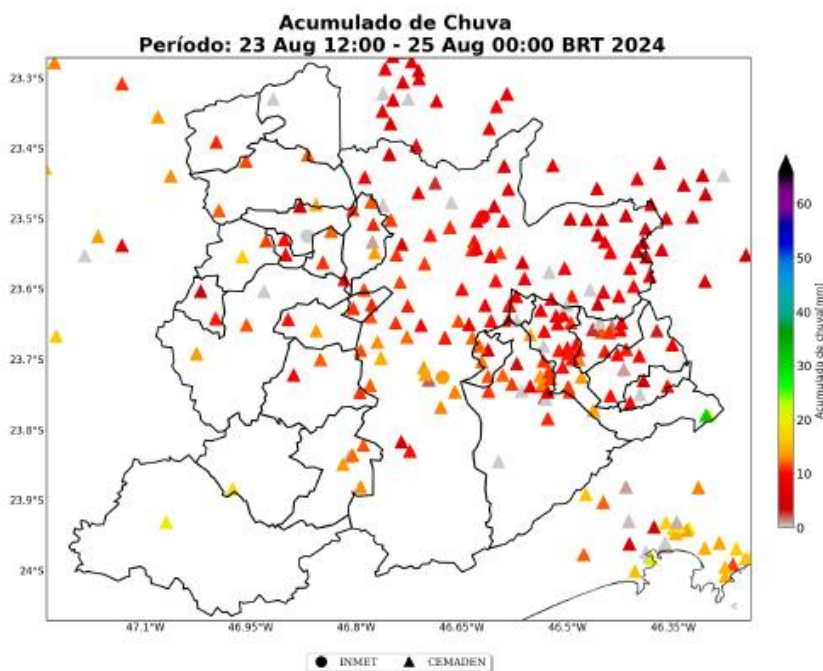 Acumulado de Chuva
Período: 23 Aug 12:00 - 25 Aug 00:00 BRT 2024
23.3°S
23.4°S
23.5°S
23.6°S
23.7°S
23.8°S
23.9°S
24°S
47.1°W
46.95°W
46.8°W
46.65°W
46.5°W
46.35°W
60
50
40
30
20
10
0
Acumulado de chuva(mm)
INMET
CEMADEN